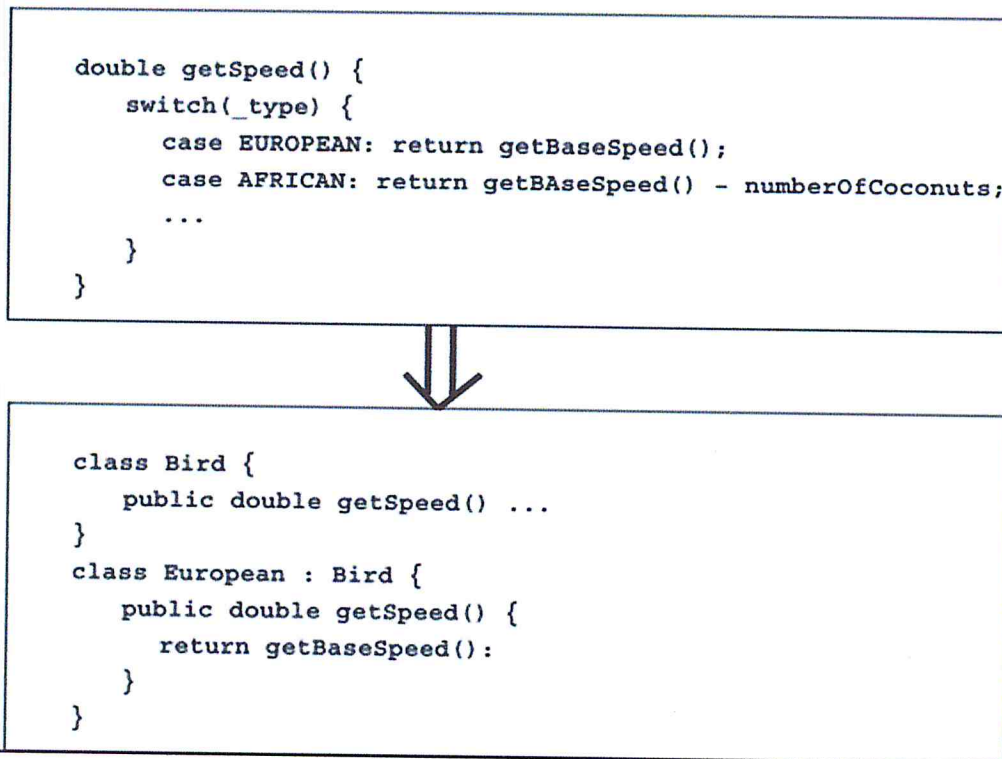 double getSpeed() {
switch(_type) {
case EUROPEAN: return getBaseSpeed();
case AFRICAN: return getBAseSpeed() - numberOfCoconuts;
...
}
}
class Bird {
public double getSpeed() ...
}
class European : Bird {
public double getSpeed() {
return getBaseSpeed():
}
}